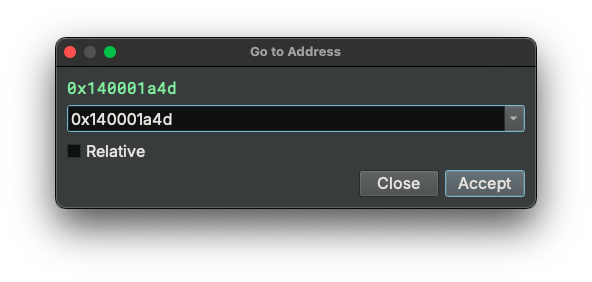 Go to Address
0x140001a4d
0x140001a4d
Relative
Close Accept